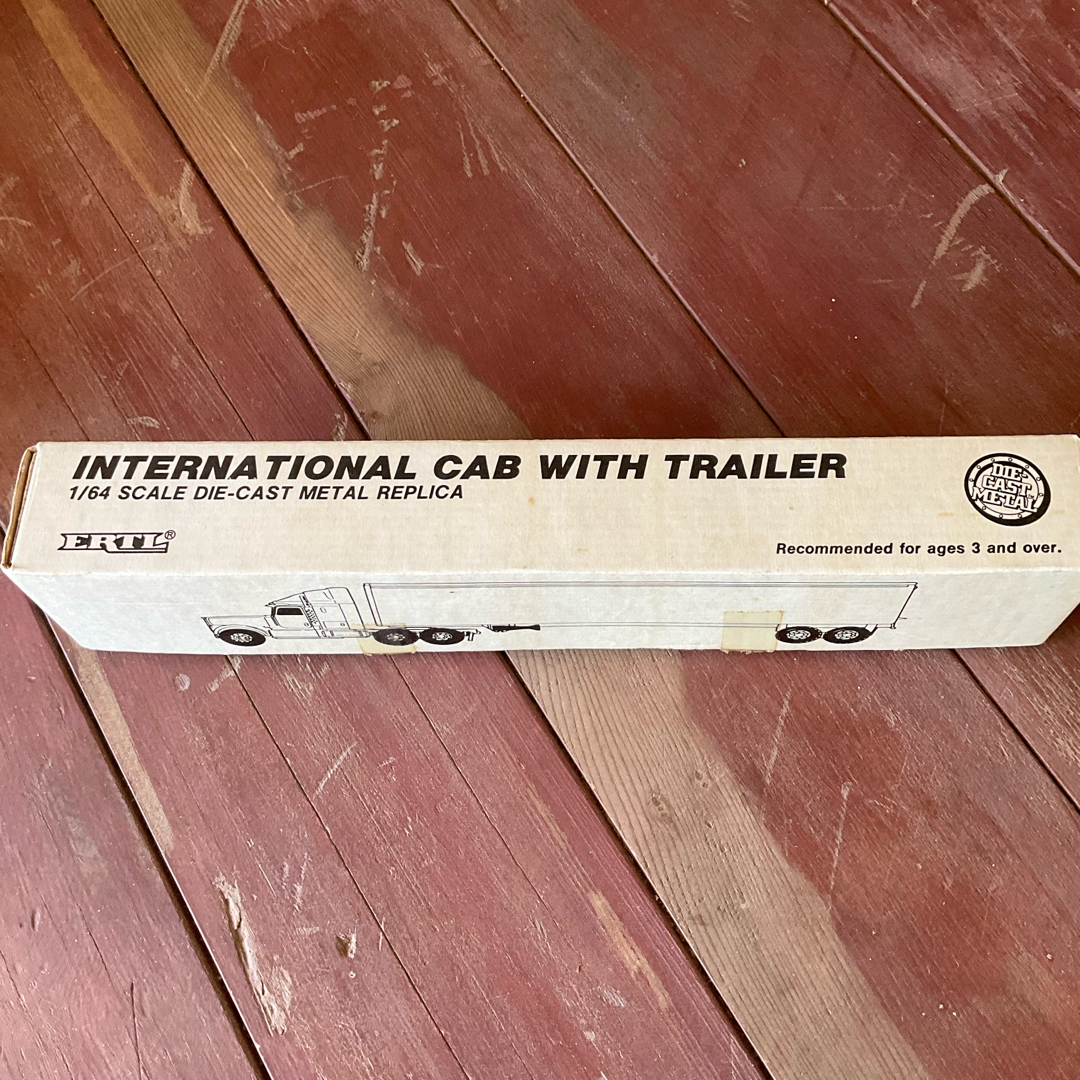 INTERNATIONAL CAB WITH TRAILER
1/64 SCALE DIE-CAST METAL REPLICA
ERTL®
DIE-
CAST
METAL
Recommended for ages 3 and over.